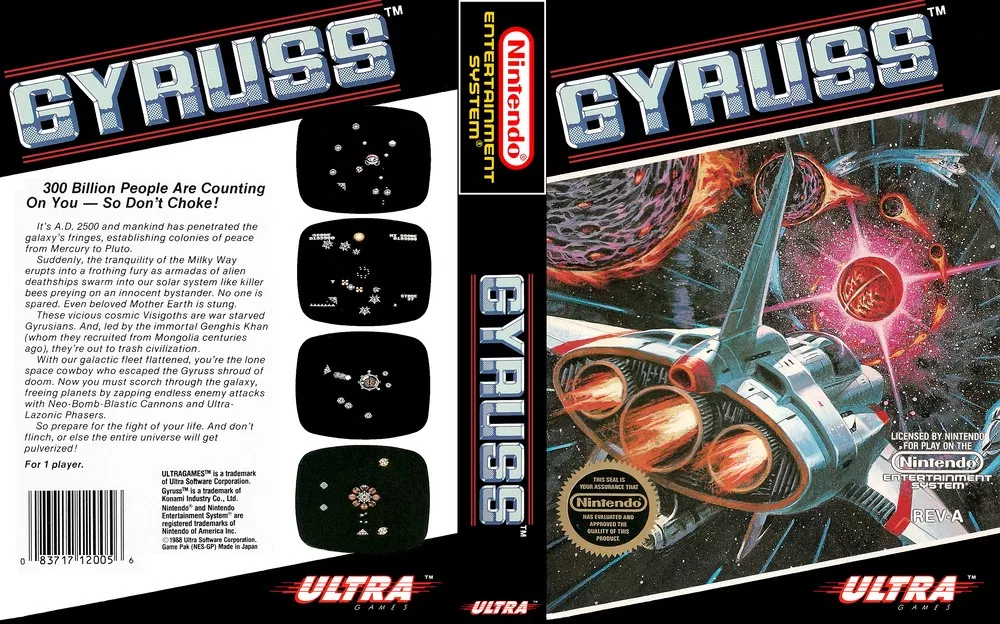 GYRUSS™
300 Billion People Are Counting
On You — So Don't Choke!
It's A.D. 2500 and mankind has penetrated the
galaxy's fringes, establishing colonies of peace
from Mercury to Pluto.
Suddenly, the tranquility of the Milky Way
erupts into a frothing fury as armadas of alien
deathships swarm into our solar system like killer
bees preying on an innocent bystander. No one is
spared. Even beloved Mother Earth is stung.
These vicious cosmic Visigoths are war starved
Gyrusians. And, led by the immortal Genghis Khan
(whom they recruited from Mongolia centuries
ago), they're out to trash civilization.
With our galactic fleet flattened, you're the lone
space cowboy who escaped the Gyruss shroud of
doom. Now you must scorch through the galaxy,
freeing planets by zapping endless enemy attacks
with Neo-Bomb-Blastic Cannons and Ultra-
Lazonic Phasers.
So prepare for the fight of your life. And don't
flinch, or else the entire universe will get
pulverized!
For 1 player.
ULTRAGAMES™ is a trademark
of Ultra Software Corporation.
Gyruss™ is a trademark of
Konami Industry Co., Ltd.
Nintendo® and Nintendo
Entertainment System® are
registered trademarks of
Nintendo of America Inc.
©1988 Ultra Software Corporation.
Game Pak (NES-GP) Made in Japan
0 83717 12005 6
ULTRA™
GAMES
Nintendo®
ENTERTAINMENT
SYSTEM®
GYRUSS™
ULTRA™
GYRUSS™
LICENSED BY NINTENDO
FOR PLAY ON THE
Nintendo
ENTERTAINMENT
SYSTEM
REV-A
THIS SEAL IS
YOUR ASSURANCE THAT
Nintendo
HAS EVALUATED AND
APPROVED THE
QUALITY OF THIS
PRODUCT.
ULTRA™
GAMES